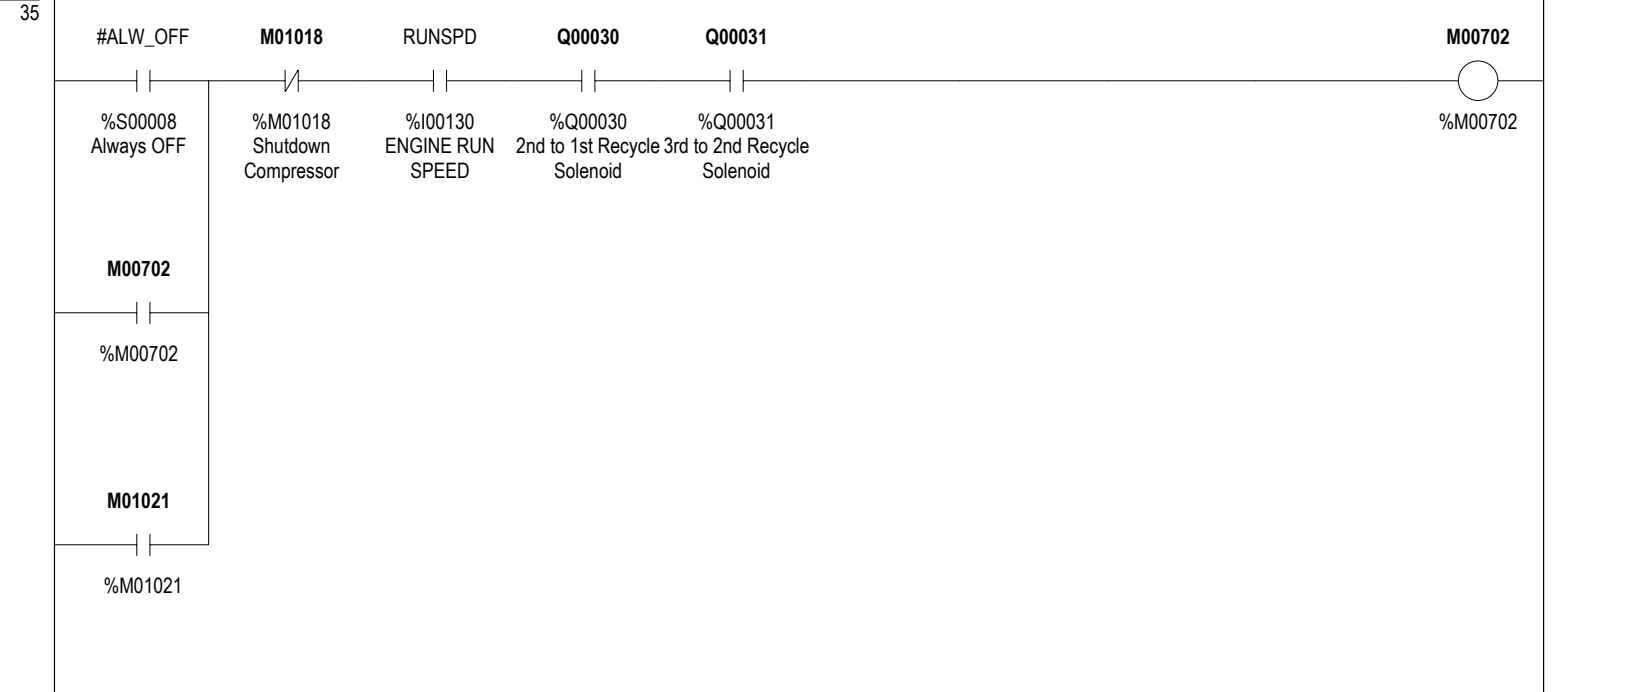 35
#ALW_OFF M01018 RUNSPD Q00030 Q00031 M00702
%S00008 %M01018 %I00130 %Q00030 %Q00031 %M00702
Always OFF Shutdown ENGINE RUN 2nd to 1st Recycle 3rd to 2nd Recycle
Compressor SPEED Solenoid Solenoid
M00702
%M00702
M01021
%M01021